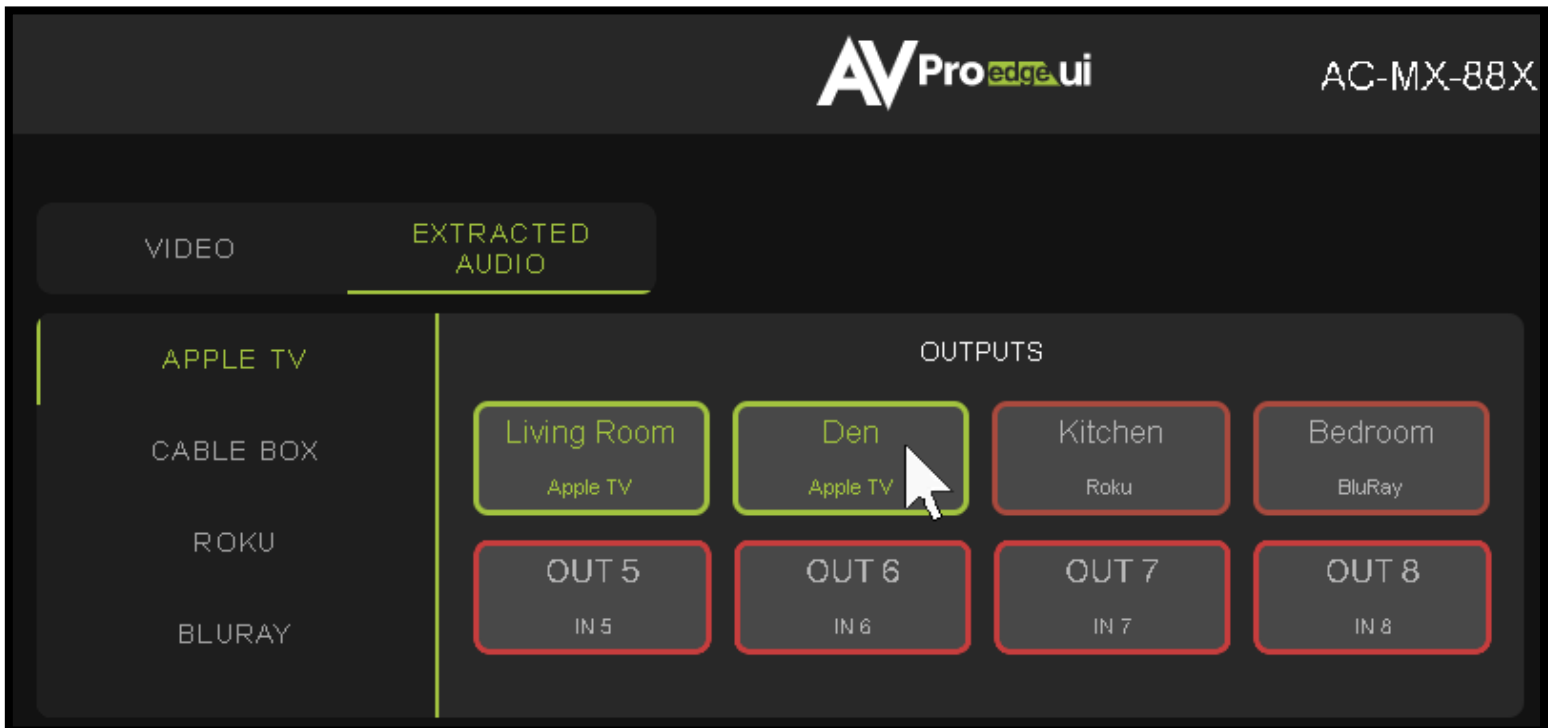 AVPro edge ui
AC-MX-88X
VIDEO
EXTRACTED
AUDIO
APPLE TV
CABLE BOX
ROKU
BLURAY
OUTPUTS
Living Room
Apple TV
Den
Apple TV
Kitchen
Roku
Bedroom
BluRay
OUT 5
IN 5
OUT 6
IN 6
OUT 7
IN 7
OUT 8
IN 8